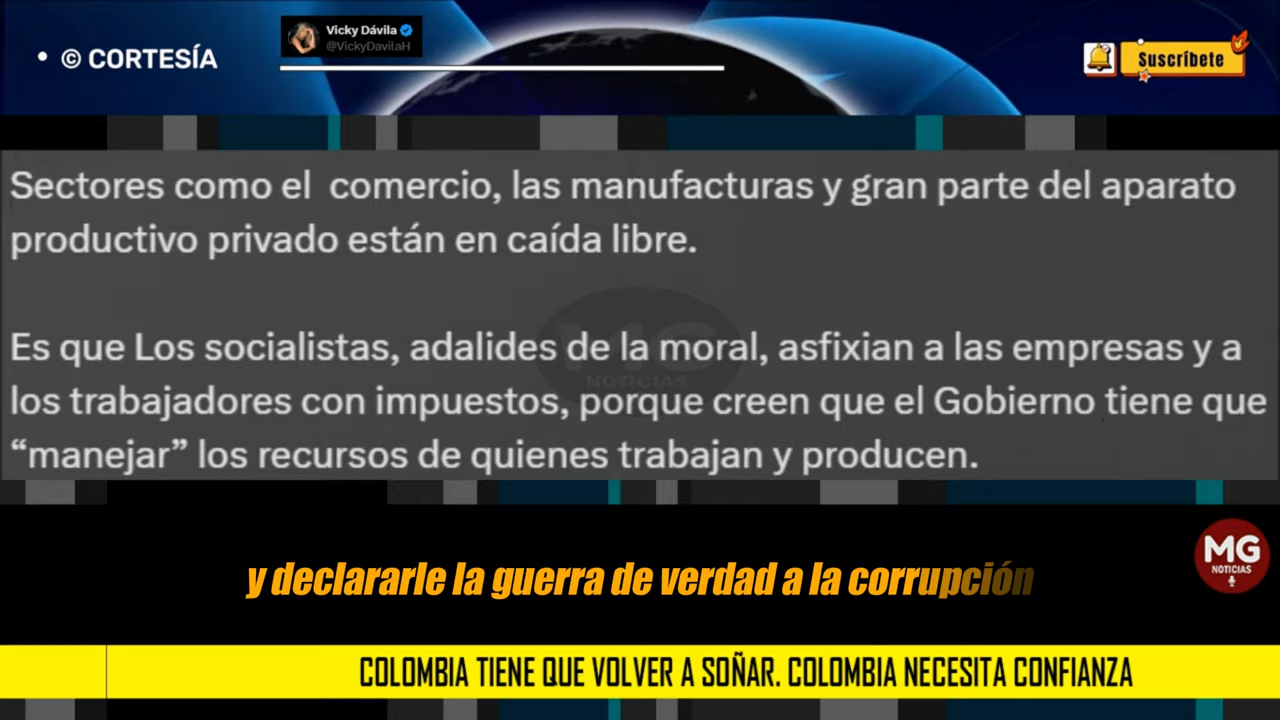 • © CORTESÍA
Vicky Dávila
@VickyDavilaH
Suscríbete
Sectores como el comercio, las manufacturas y gran parte del aparato
productivo privado están en caída libre.
Es que Los socialistas, adalides de la moral, asfixian a las empresas y a
los trabajadores con impuestos, porque creen que el Gobierno tiene que
“manejar” los recursos de quienes trabajan y producen.
MG
NOTICIAS
y declararle la guerra de verdad a la corrupción
MG
NOTICIAS
COLOMBIA TIENE QUE VOLVER A SOÑAR. COLOMBIA NECESITA CONFIANZA